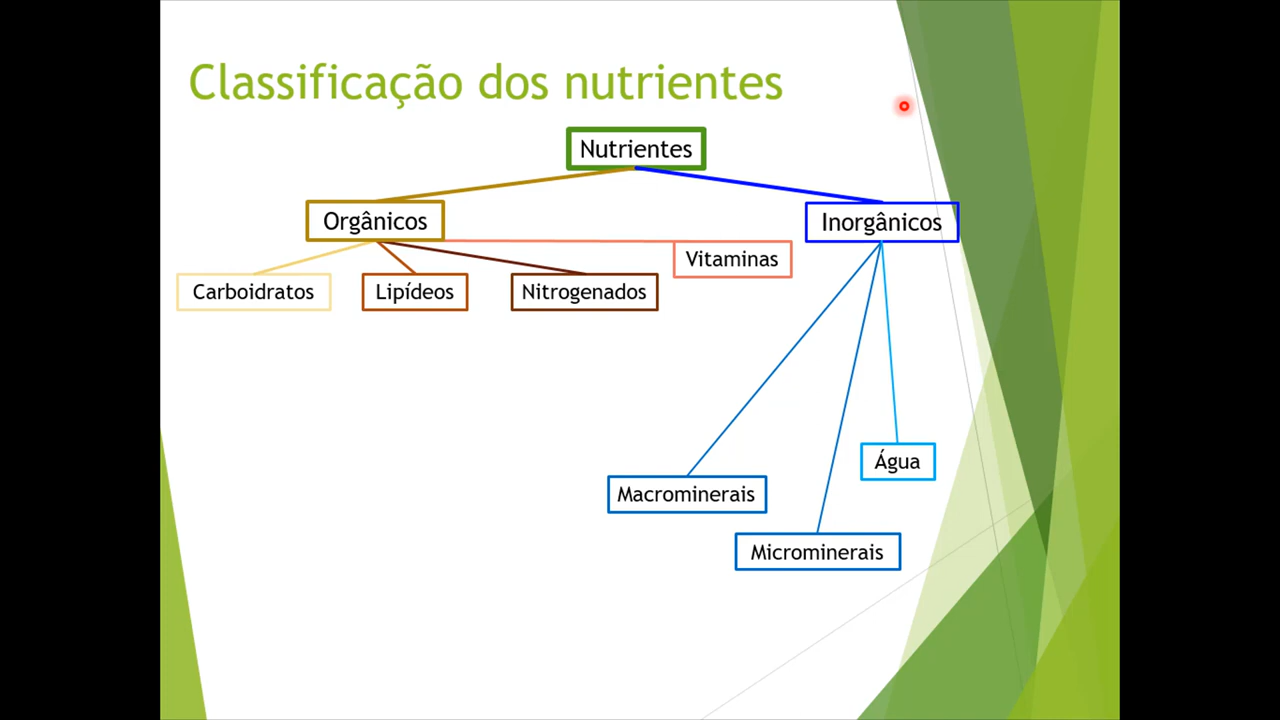 Classificação dos nutrientes
Nutrientes
Orgânicos
Inorgânicos
Carboidratos
Lipídeos
Nitrogenados
Vitaminas
Macrominerais
Microminerais
Água